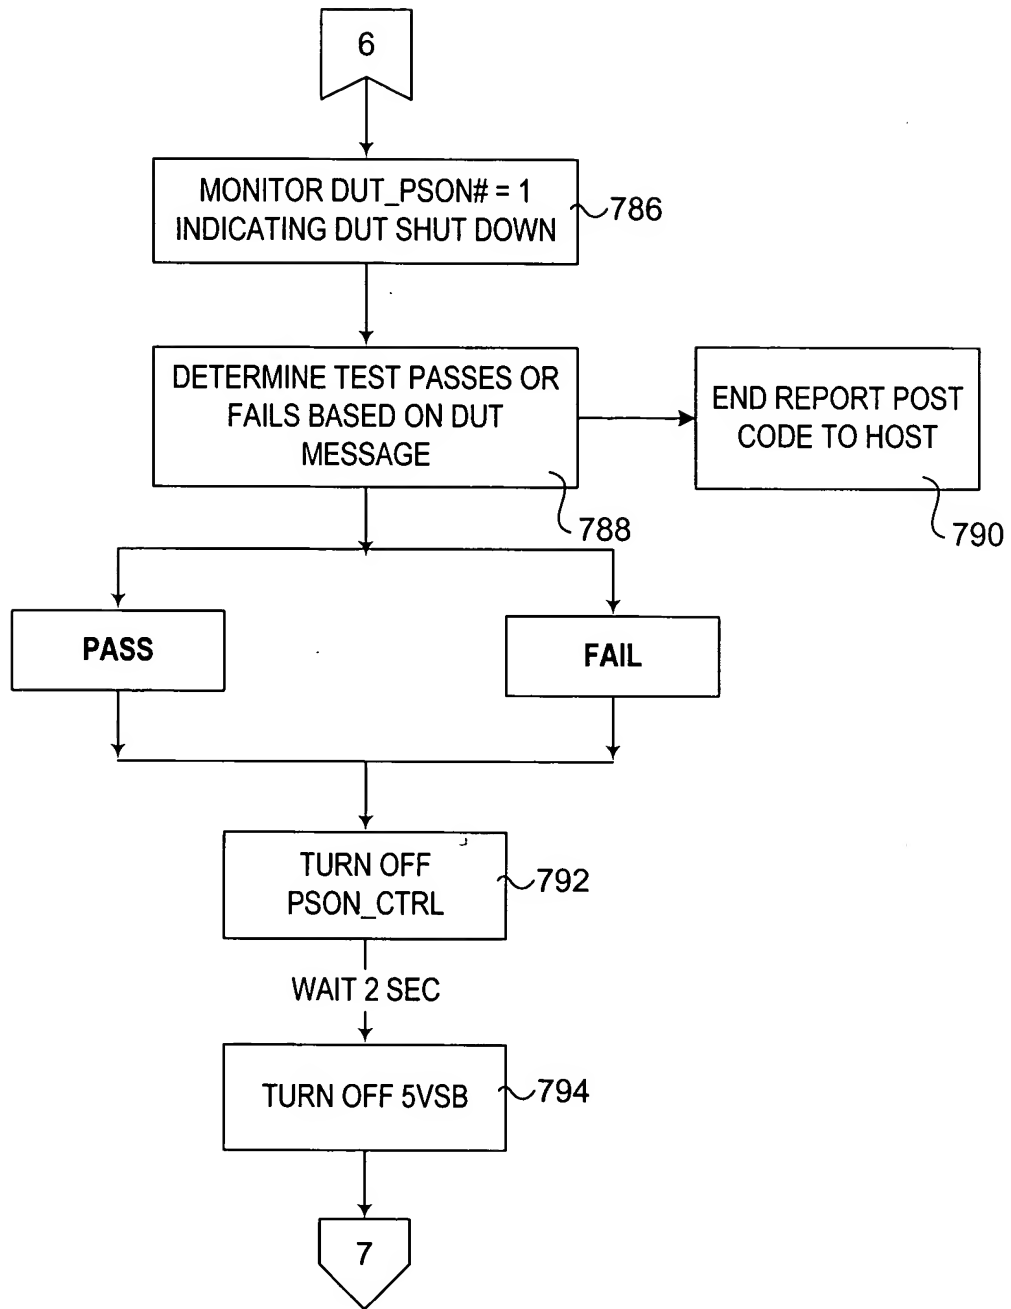 6
MONITOR DUT_PSON# = 1
INDICATING DUT SHUT DOWN
786
DETERMINE TEST PASSES OR
FAILS BASED ON DUT
MESSAGE
788
END REPORT POST
CODE TO HOST
790
PASS
FAIL
TURN OFF
PSON_CTRL
792
WAIT 2 SEC
TURN OFF 5VSB
794
7